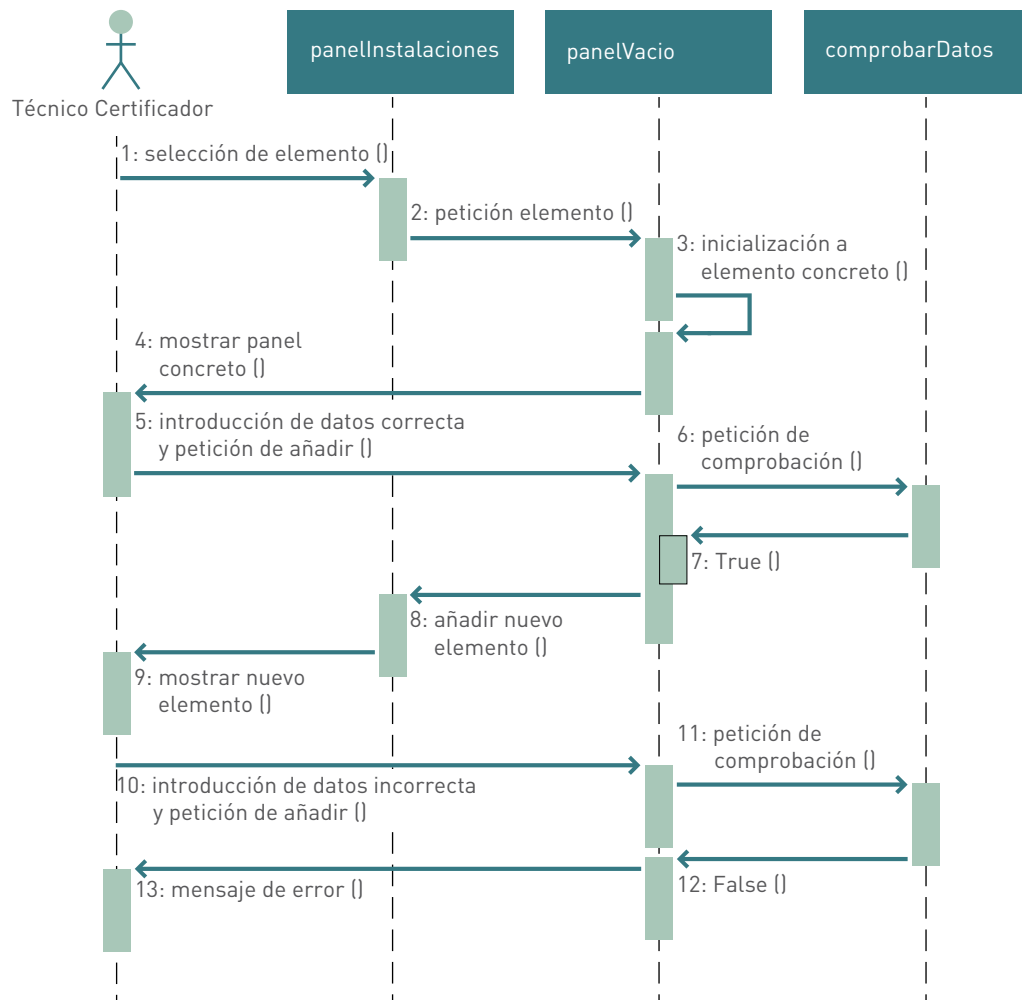 panelInstalaciones
panelVacio
comprobarDatos
Técnico Certificador
1: selección de elemento ()
2: petición elemento ()
3: inicialización a
elemento concreto ()
4: mostrar panel
concreto ()
5: introducción de datos correcta
y petición de añadir ()
6: petición de
comprobación ()
7: True ()
8: añadir nuevo
elemento ()
9: mostrar nuevo
elemento ()
10: introducción de datos incorrecta
y petición de añadir ()
11: petición de
comprobación ()
12: False ()
13: mensaje de error ()